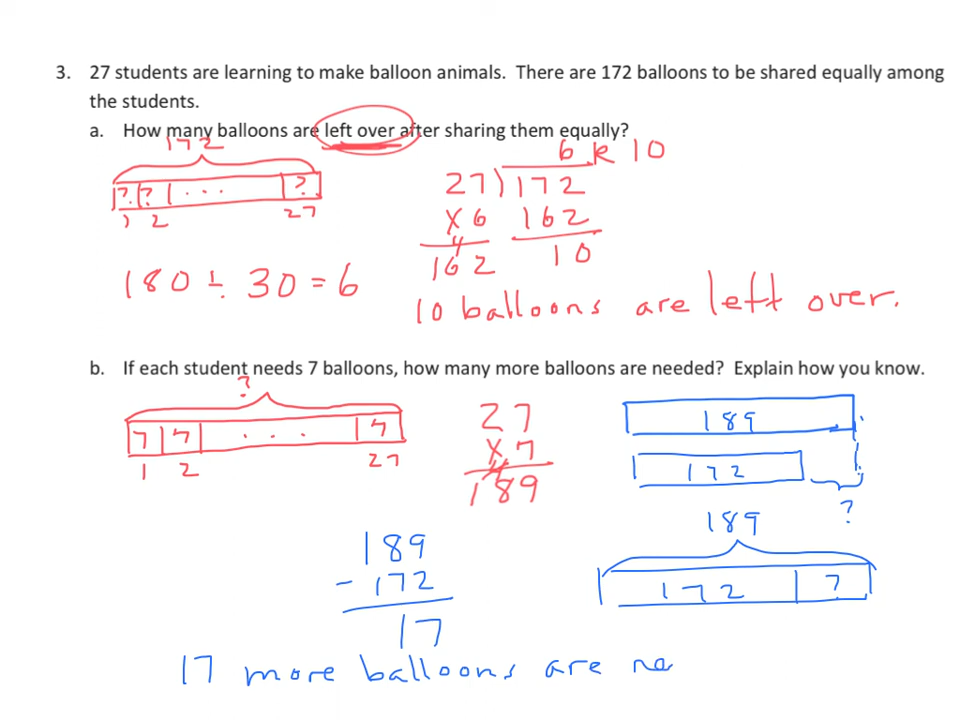 3. 27 students are learning to make balloon animals. There are 172 balloons to be shared equally among
the students.
a. How many balloons are left over after sharing them equally?
172
6 R 10
27)172
? ? ... ?
1 2 27
x 6 162
4
162 10
180 ÷ 30 = 6
10 balloons are left over.
b. If each student needs 7 balloons, how many more balloons are needed? Explain how you know.
?
7 7 ... 7
1 2 27
27
x 7
4
189
189
172
?
189
172 ?
189
- 172
17
17 more balloons are ne